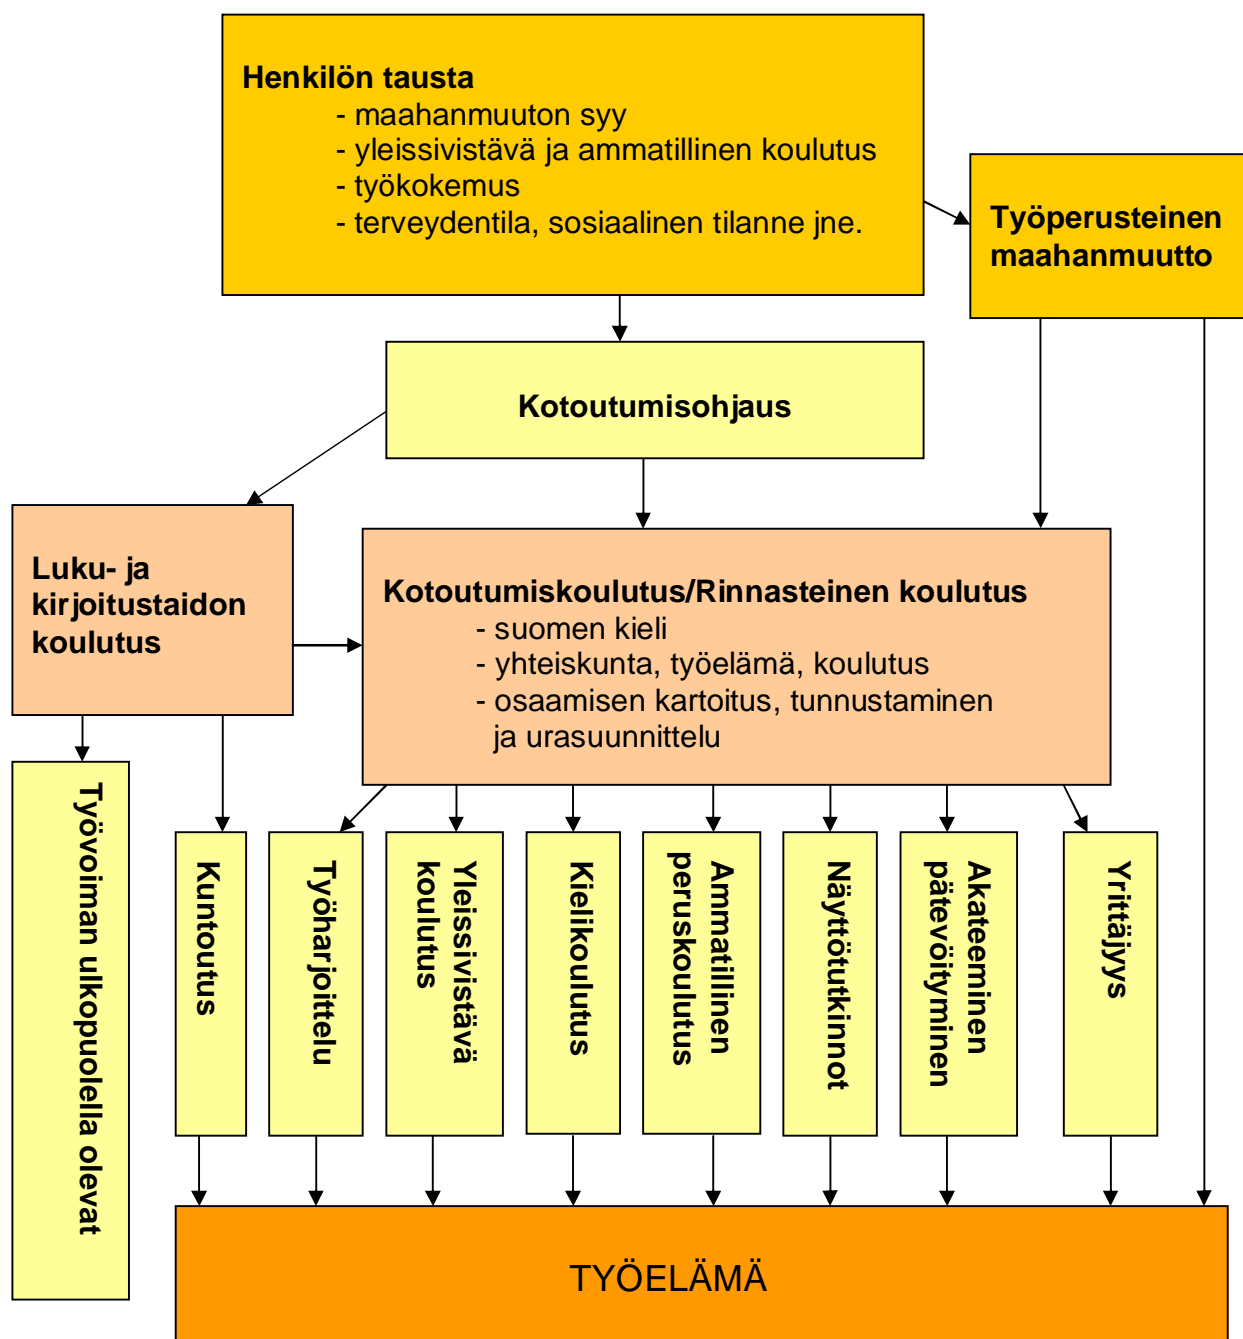 Henkilön tausta
- maahanmuuton syy
- yleissivistävä ja ammatillinen koulutus
- työkokemus
- terveydentila, sosiaalinen tilanne jne.
Työperusteinen
maahanmuutto
Kotoutumisohjaus
Luku- ja
kirjoitustaidon
koulutus
Kotoutumiskoulutus/Rinnasteinen koulutus
- suomen kieli
- yhteiskunta, työelämä, koulutus
- osaamisen kartoitus, tunnustaminen
ja urasuunnittelu
Työvoiman ulkopuolella olevat
Kuntoutus
Työharjoittelu
Yleissivistävä
koulutus
Kielikoulutus
Ammatillinen
peruskoulutus
Näyttötutkinnot
Akateeminen
pätevöityminen
Yrittäjyys
TYÖELÄMÄ